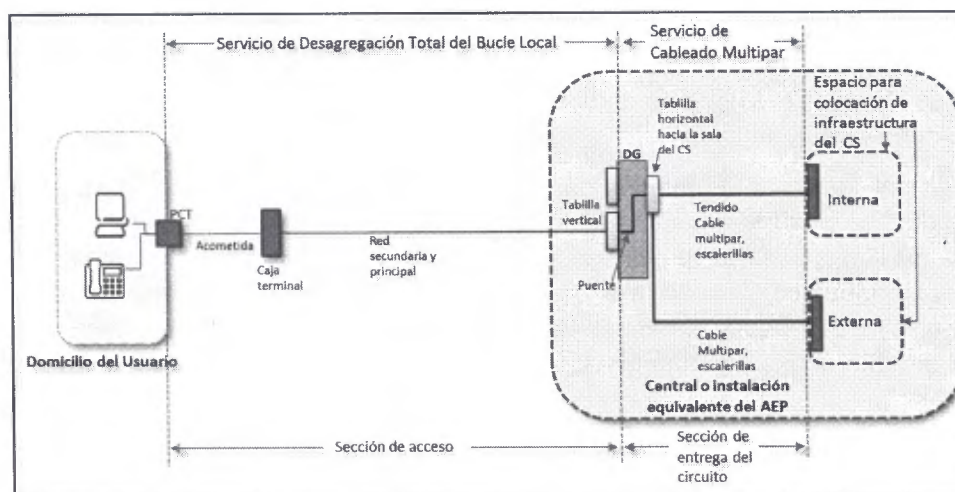 Servicio de Desagregación Total del Bucle Local
Servicio de
Cableado Multipar
Espacio para
colocación de
infraestructura
del CS
Tablilla
horizontal
hacia la sala
del CS
DG
PCT
Acometida
Caja
terminal
Red
secundaria y
principal
Tablilla
vertical
Puente
Tendido
Cable
multipar,
escalerillas
Interna
Externa
Cable
Multipar,
escalerillas
Domicilio del Usuario
Central o instalación
equivalente del AEP
Sección de acceso
Sección de
entrega del
circuito